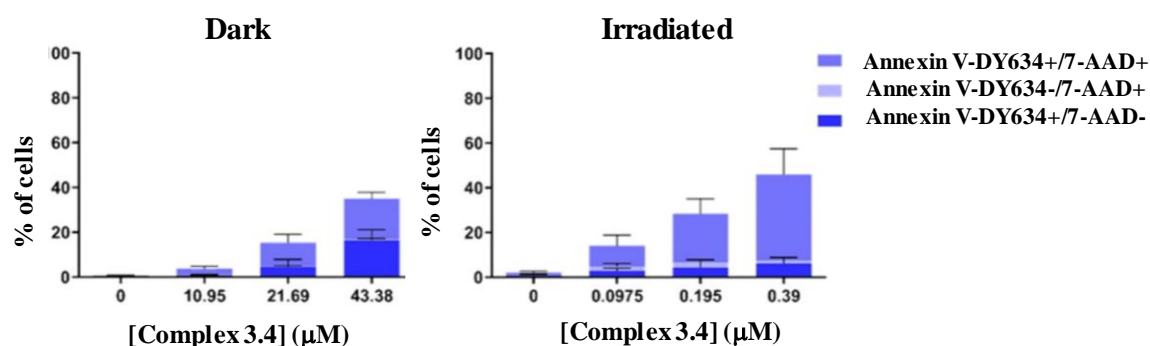 Dark
% of cells
00
80
60
40
20
0
0 10.95 21.69 43.38
[Complex 3.4] (μM)
Irradiated
% of cells
100
80
60
40
20
0
0 0.0975 0.195 0.39
[Complex 3.4] (μM)
Annexin V-DY634+/7-AAD+
Annexin V-DY634-/7-AAD+
Annexin V-DY634+/7-AAD-